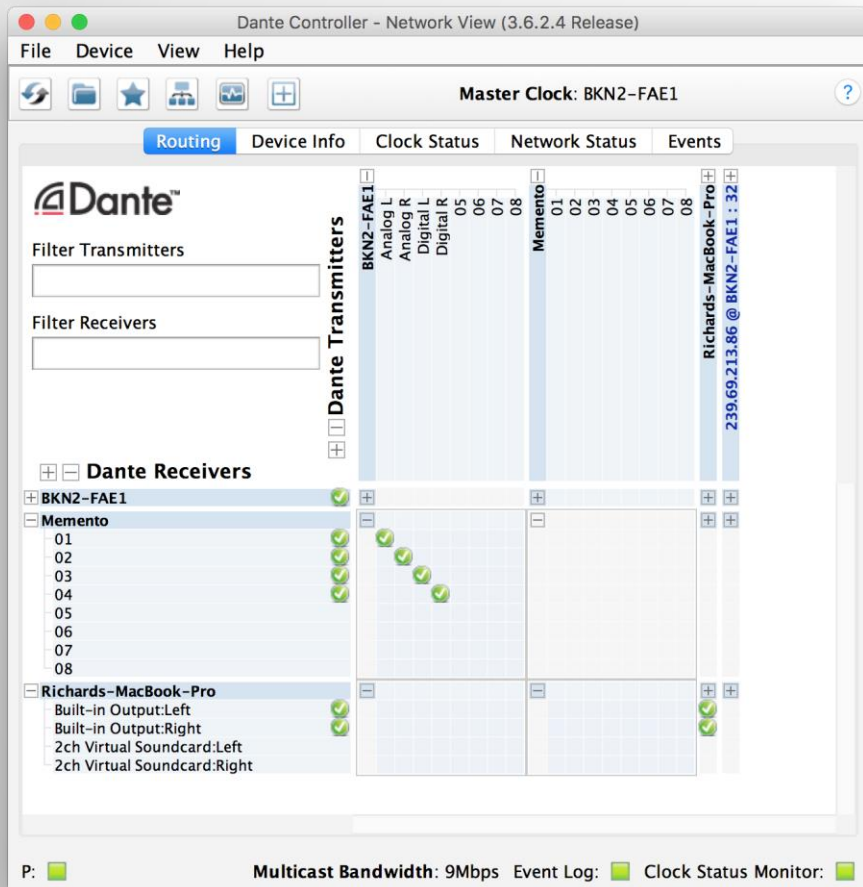 Dante Controller - Network View (3.6.2.4 Release)
File Device View Help
Master Clock: BKN2-FAE1
?
Routing Device Info Clock Status Network Status Events
Dante™
Filter Transmitters
Filter Receivers
Dante Transmitters
BKN2-FAE1
Analog L
Analog R
Digital L
Digital R
05
06
07
08
Memento
01
02
03
04
05
06
07
08
Richards-MacBook-Pro
239.69.213.86 @ BKN2-FAE1 : 32
Dante Receivers
BKN2-FAE1
Memento
01
02
03
04
05
06
07
08
Richards-MacBook-Pro
Built-in Output:Left
Built-in Output:Right
2ch Virtual Soundcard:Left
2ch Virtual Soundcard:Right
P: Multicast Bandwidth: 9Mbps Event Log: Clock Status Monitor: